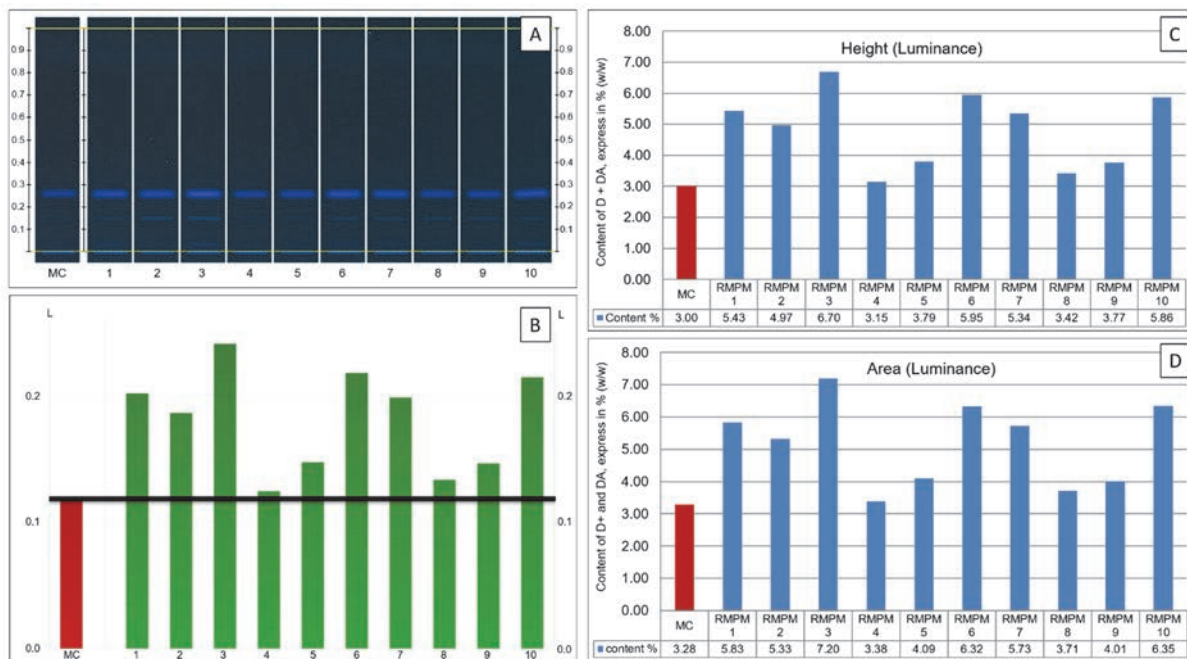 A
0.9 0.9
0.8 0.8
0.7 0.7
0.6 0.6
0.5 0.5
0.4 0.4
0.3 0.3
0.2 0.2
0.1 0.1
MC 1 2 3 4 5 6 7 8 9 10
B
L L
0.2 0.2
0.1 0.1
0.0 0.0
MC 1 2 3 4 5 6 7 8 9 10
C
Height (Luminance)
Content of D + DA, express in % (w/w)
8.00
7.00
6.00
5.00
4.00
3.00
2.00
1.00
0.00
MC RMPM 1 RMPM 2 RMPM 3 RMPM 4 RMPM 5 RMPM 6 RMPM 7 RMPM 8 RMPM 9 RMPM 10
Content % 3.00 5.43 4.97 6.70 3.15 3.79 5.95 5.34 3.42 3.77 5.86
D
Area (Luminance)
Content of D+ and DA, express in % (w/w)
8.00
7.00
6.00
5.00
4.00
3.00
2.00
1.00
0.00
MC RMPM 1 RMPM 2 RMPM 3 RMPM 4 RMPM 5 RMPM 6 RMPM 7 RMPM 8 RMPM 9 RMPM 10
content % 3.28 5.83 5.33 7.20 3.38 4.09 6.32 5.73 3.71 4.01 6.35